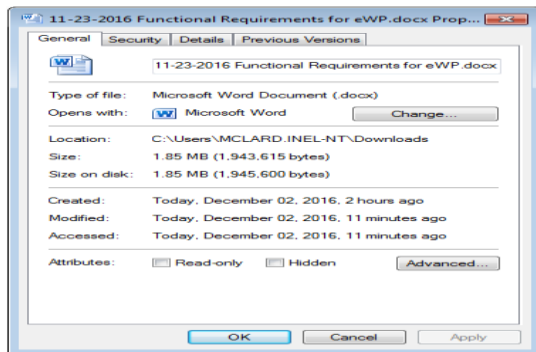 11-23-2016 Functional Requirements for eWP.docx Prop...
General Security Details Previous Versions
11-23-2016 Functional Requirements for eWP.docx
Type of file: Microsoft Word Document (.docx)
Opens with: Microsoft Word Change...
Location: C:\Users\MCLARD.INEL-NT\Downloads
Size: 1.85 MB (1,943,615 bytes)
Size on disk: 1.85 MB (1,945,600 bytes)
Created: Today, December 02, 2016, 2 hours ago
Modified: Today, December 02, 2016, 11 minutes ago
Accessed: Today, December 02, 2016, 11 minutes ago
Attributes: Read-only Hidden Advanced...
OK Cancel Apply